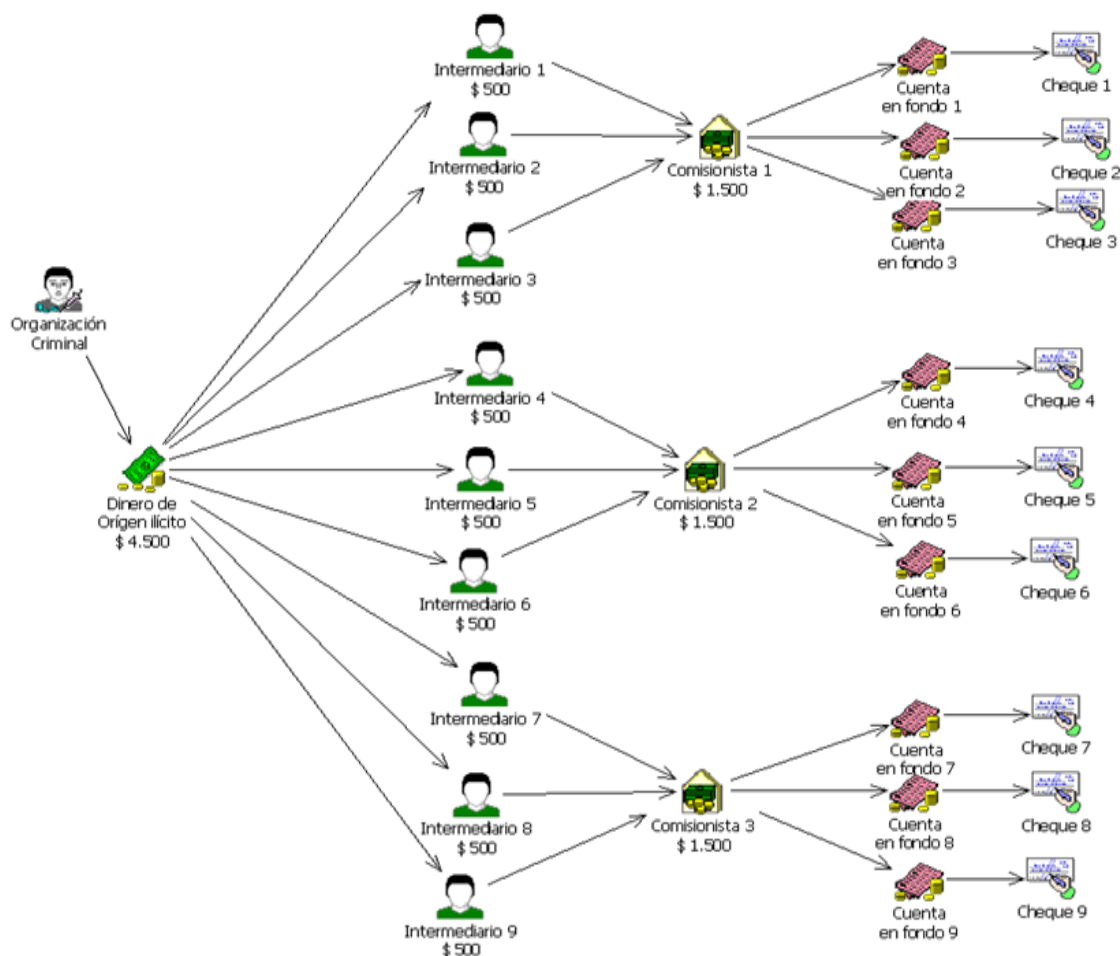 Organización
Criminal
Dinero de
Orígen ilícito
$ 4.500
Intermediario 1
$ 500
Intermediario 2
$ 500
Intermediario 3
$ 500
Intermediario 4
$ 500
Intermediario 5
$ 500
Intermediario 6
$ 500
Intermediario 7
$ 500
Intermediario 8
$ 500
Intermediario 9
$ 500
Comisionista 1
$ 1.500
Comisionista 2
$ 1.500
Comisionista 3
$ 1.500
Cuenta
en fondo 1
Cuenta
en fondo 2
Cuenta
en fondo 3
Cuenta
en fondo 4
Cuenta
en fondo 5
Cuenta
en fondo 6
Cuenta
en fondo 7
Cuenta
en fondo 8
Cuenta
en fondo 9
Cheque 1
Cheque 2
Cheque 3
Cheque 4
Cheque 5
Cheque 6
Cheque 7
Cheque 8
Cheque 9